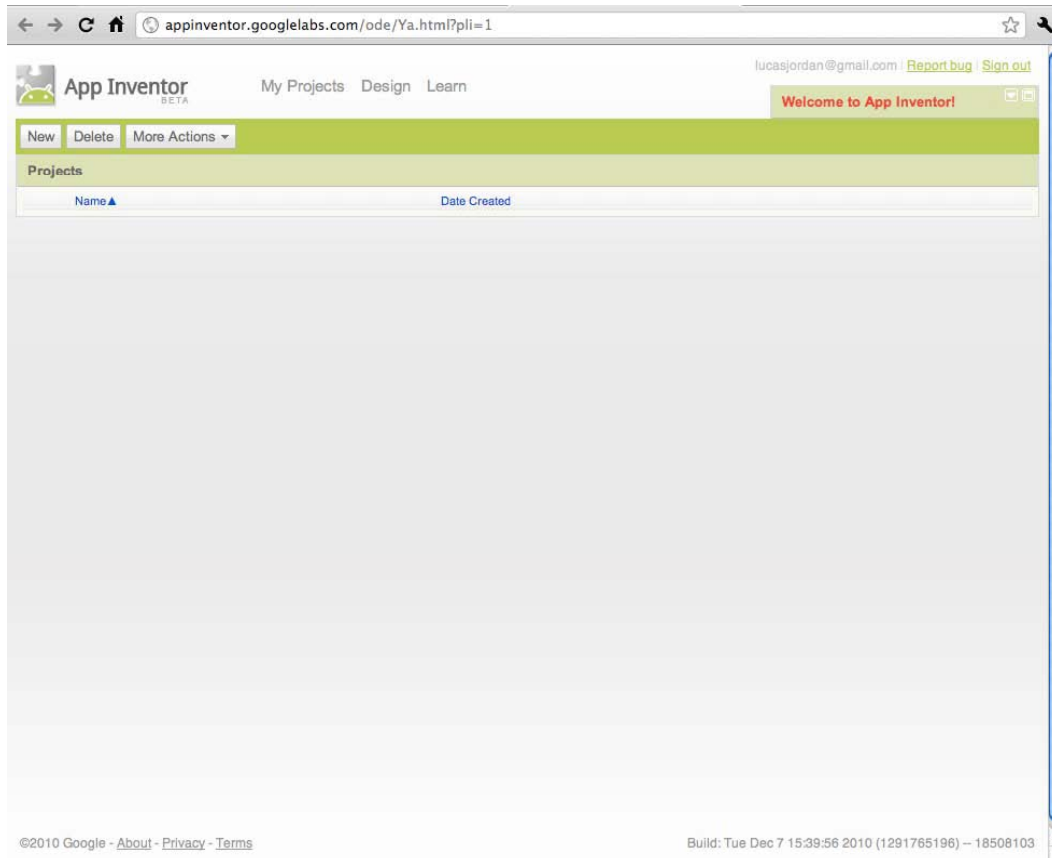 appinventor.googlelabs.com/ode/Ya.html?pli=1
lucasjordan@gmail.com | Report bug | Sign out
App Inventor
BETA
My Projects Design Learn
Welcome to App Inventor!
New Delete More Actions
Projects
Name Date Created
©2010 Google - About - Privacy - Terms
Build: Tue Dec 7 15:39:56 2010 (1291765196) -- 18508103